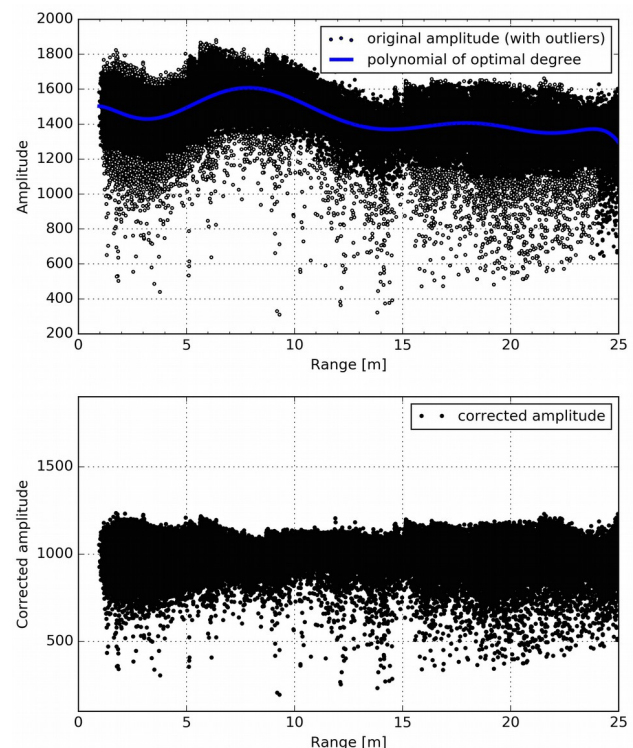 2000
1800
1600
1400
1200
1000
800
600
400
200
Amplitude
original amplitude (with outliers)
polynomial of optimal degree
0 5 10 15 20 25
Range [m]
1500
1000
500
Corrected amplitude
corrected amplitude
0 5 10 15 20 25
Range [m]